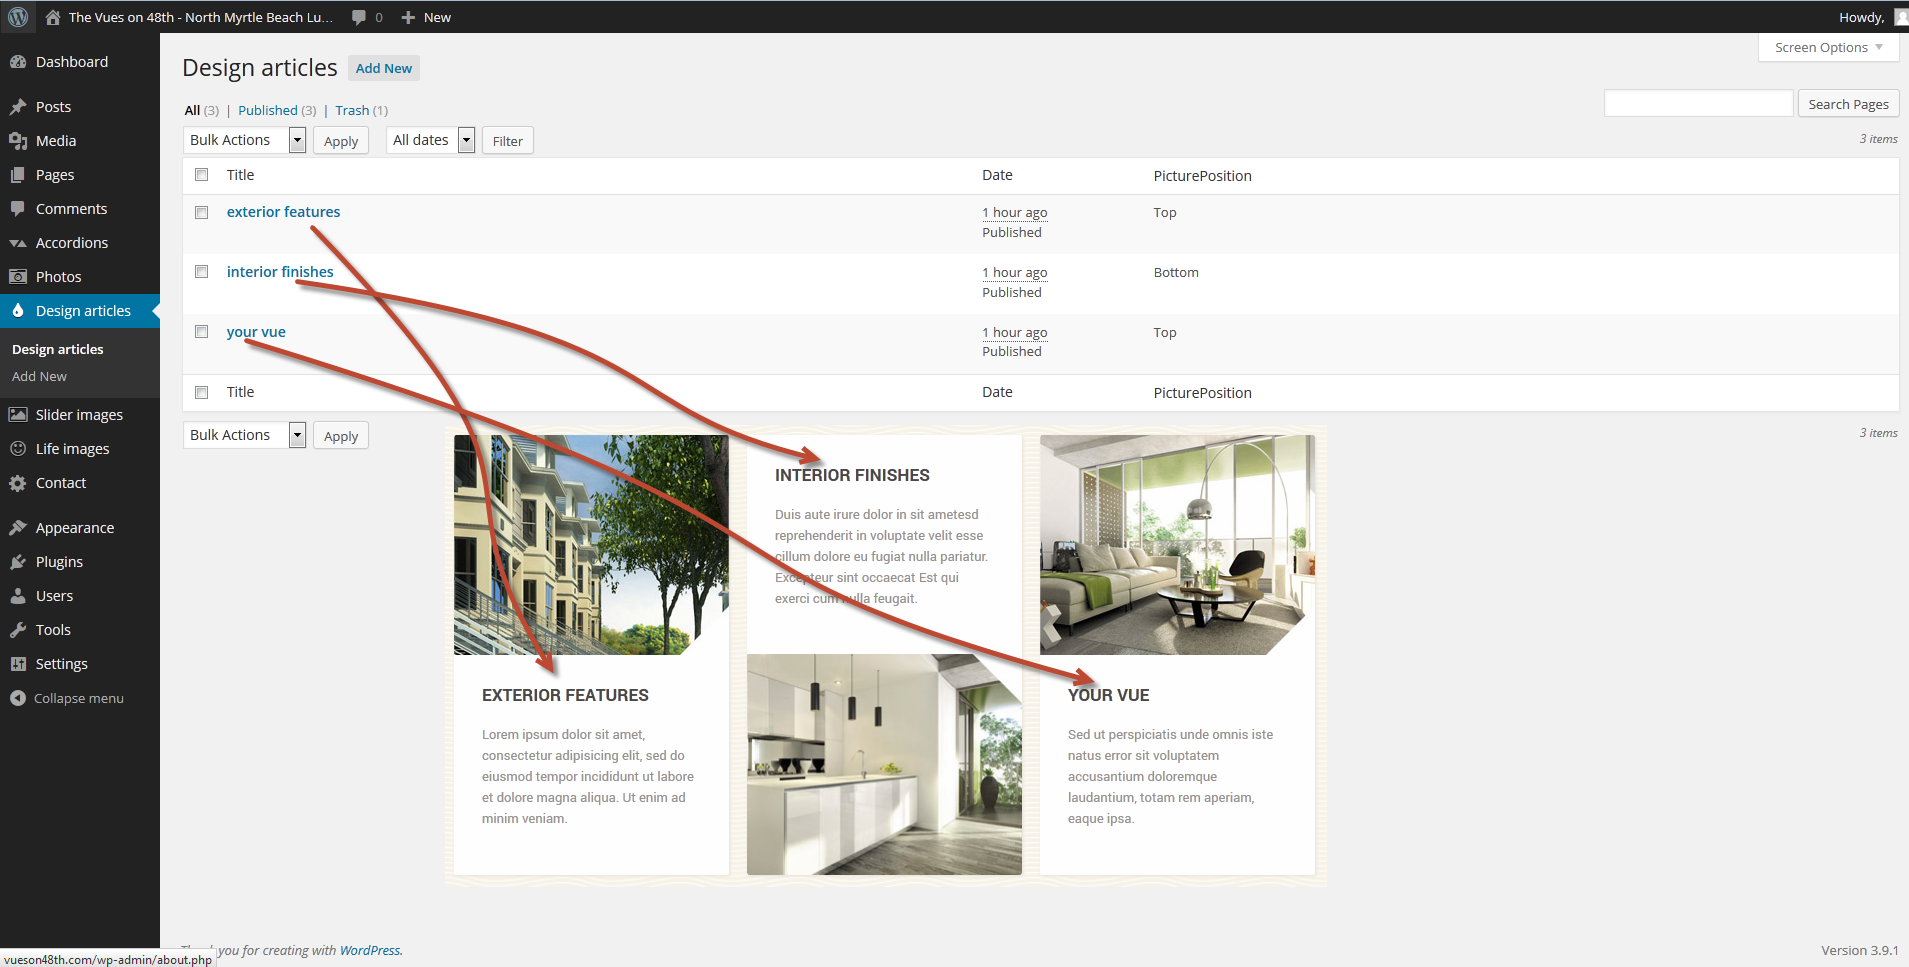 The Vues on 48th - North Myrtle Beach Lu... 0 New Howdy,
Screen Options
Dashboard
Posts
Media
Pages
Comments
Accordions
Photos
Design articles
Design articles
Add New
Slider images
Life images
Contact
Appearance
Plugins
Users
Tools
Settings
Collapse menu
Design articles Add New
All (3) | Published (3) | Trash (1)
Search Pages
Bulk Actions Apply All dates Filter
3 items
Title Date PicturePosition
exterior features 1 hour ago Top
Published
interior finishes 1 hour ago Bottom
Published
your vue 1 hour ago Top
Published
Title Date PicturePosition
Bulk Actions Apply
3 items
EXTERIOR FEATURES
Lorem ipsum dolor sit amet,
consectetur adipisicing elit, sed do
eiusmod tempor incididunt ut labore
et dolore magna aliqua. Ut enim ad
minim veniam.
INTERIOR FINISHES
Duis aute irure dolor in sit ametesd
reprehenderit in voluptate velit esse
cillum dolore eu fugiat nulla pariatur.
Excepteur sint occaecat Est qui
exerci cum nulla feugait.
YOUR VUE
Sed ut perspiciatis unde omnis iste
natus error sit voluptatem
accusantium doloremque
laudantium, totam rem aperiam,
eaque ipsa.
you for creating with WordPress.
Version 3.9.1
vueson48th.com/wp-admin/about.php